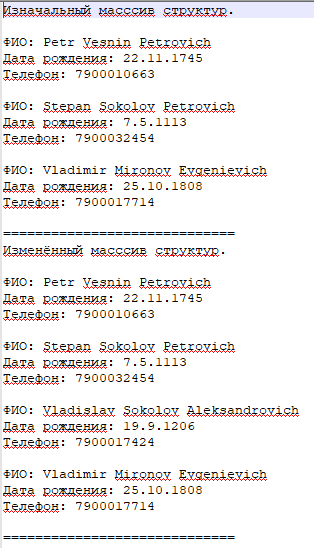 Изначальный масссив структур.
ФИО: Petr Vesnin Petrovich
Дата рождения: 22.11.1745
Телефон: 7900010663
ФИО: Stepan Sokolov Petrovich
Дата рождения: 7.5.1113
Телефон: 7900032454
ФИО: Vladimir Mironov Evgenievich
Дата рождения: 25.10.1808
Телефон: 7900017714
=============================
Изменённый масссив структур.
ФИО: Petr Vesnin Petrovich
Дата рождения: 22.11.1745
Телефон: 7900010663
ФИО: Stepan Sokolov Petrovich
Дата рождения: 7.5.1113
Телефон: 7900032454
ФИО: Vladislav Sokolov Aleksandrovich
Дата рождения: 19.9.1206
Телефон: 7900017424
ФИО: Vladimir Mironov Evgenievich
Дата рождения: 25.10.1808
Телефон: 7900017714
=============================